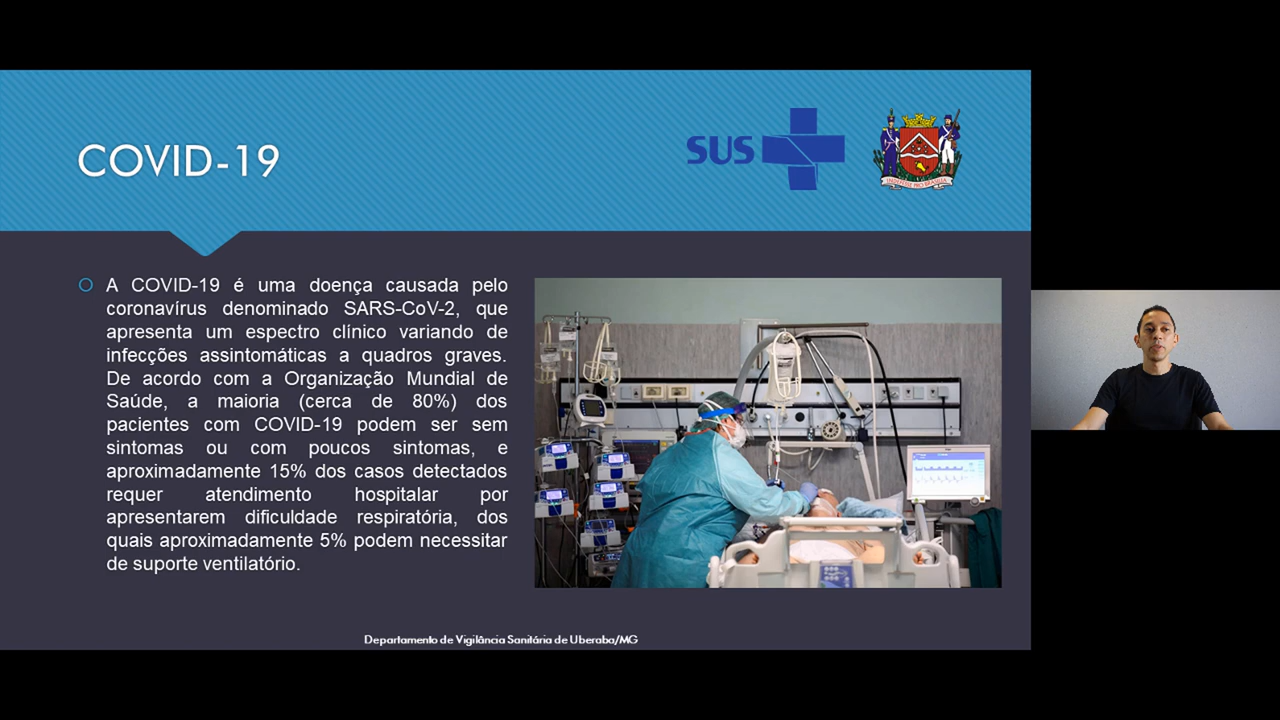 COVID-19
SUS
A COVID-19 é uma doença causada pelo
coronavírus denominado SARS-CoV-2, que
apresenta um espectro clínico variando de
infecções assintomáticas a quadros graves.
De acordo com a Organização Mundial de
Saúde, a maioria (cerca de 80%) dos
pacientes com COVID-19 podem ser sem
sintomas ou com poucos sintomas, e
aproximadamente 15% dos casos detectados
requer atendimento hospitalar por
apresentarem dificuldade respiratória, dos
quais aproximadamente 5% podem necessitar
de suporte ventilatório.
Departamento de Vigilância Sanitária de Uberaba/MG